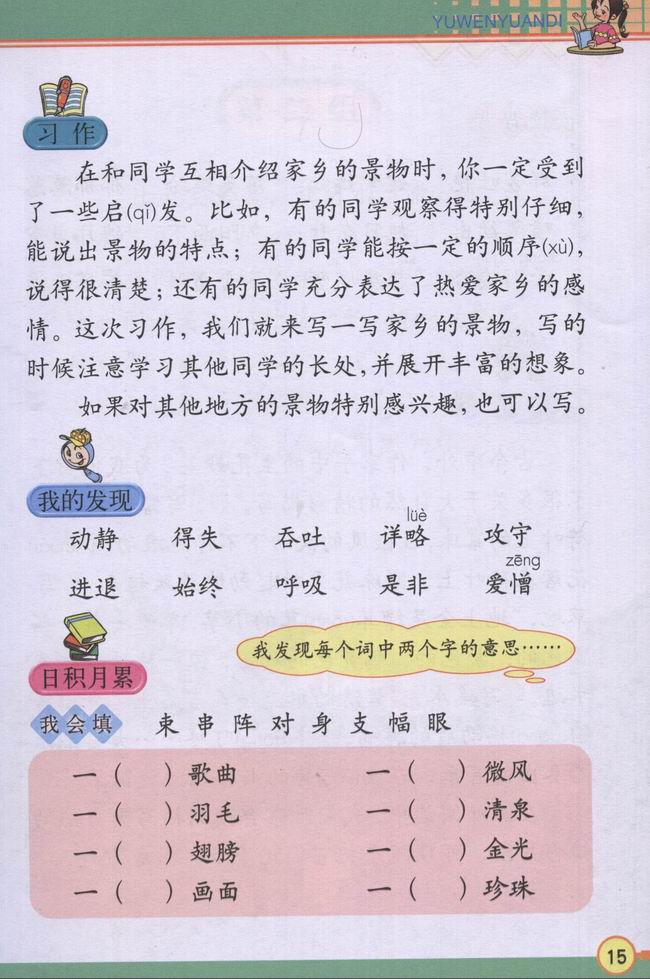 YUWENYUANDI
习作
在和同学互相介绍家乡的景物时，你一定受到
了一些启(qǐ)发。比如，有的同学观察得特别仔细，
能说出景物的特点；有的同学能按一定的顺序(xù)，
说得很清楚；还有的同学充分表达了热爱家乡的感
情。这次习作，我们就来写一写家乡的景物，写的
时候注意学习其他同学的长处，并展开丰富的想象。
如果对其他地方的景物特别感兴趣，也可以写。
我的发现
lüè
动静 得失 吞吐 详略 攻守
zēng
进退 始终 呼吸 是非 爱憎
我发现每个词中两个字的意思……
日积月累
我会填 束 串 阵 对 身 支 幅 眼
一（ ）歌曲 一（ ）微风
一（ ）羽毛 一（ ）清泉
一（ ）翅膀 一（ ）金光
一（ ）画面 一（ ）珍珠
15